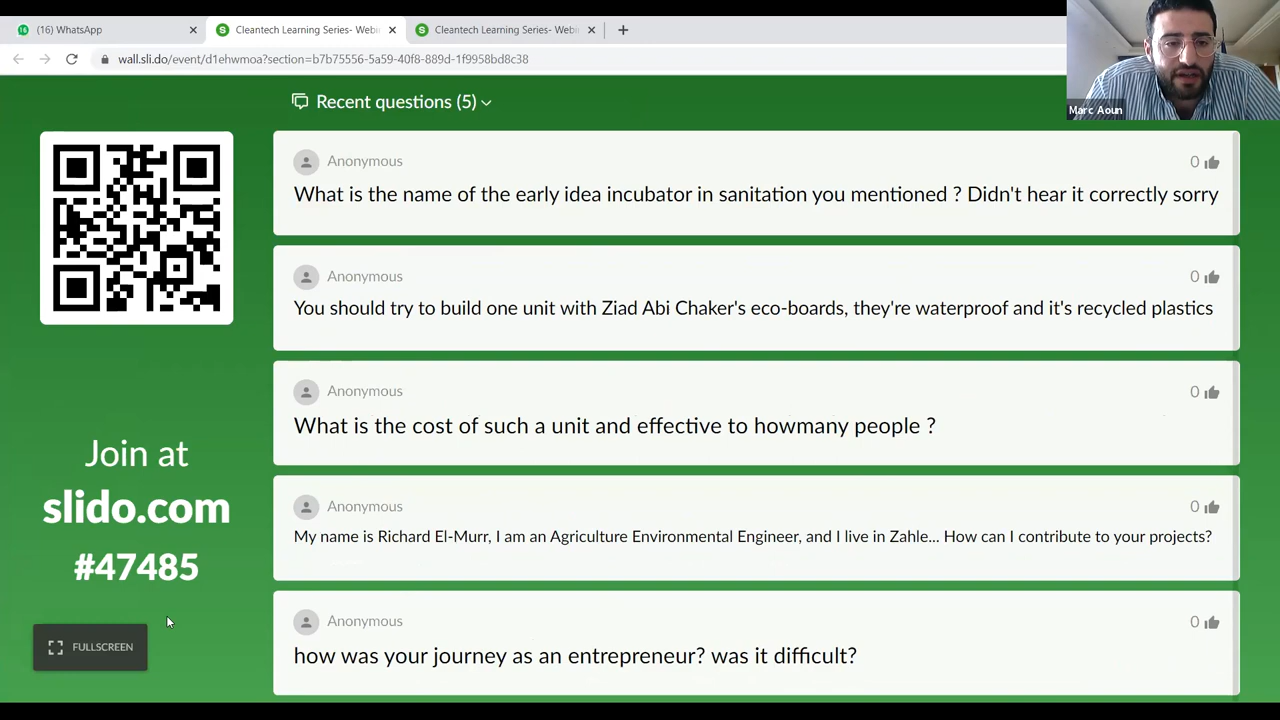 (16) WhatsApp
Cleantech Learning Series- Webi
Cleantech Learning Series- Webin
wall.sli.do/event/d1ehwmoa?section=b7b75556-5a59-40f8-889d-1f9958bd8c38
Marc Aoun
Recent questions (5)
Anonymous
0
What is the name of the early idea incubator in sanitation you mentioned ? Didn't hear it correctly sorry
Anonymous
0
You should try to build one unit with Ziad Abi Chaker's eco-boards, they're waterproof and it's recycled plastics
Anonymous
0
What is the cost of such a unit and effective to howmany people ?
Anonymous
0
My name is Richard El-Murr, I am an Agriculture Environmental Engineer, and I live in Zahle... How can I contribute to your projects?
Anonymous
0
how was your journey as an entrepreneur? was it difficult?
Join at
slido.com
#47485
FULLSCREEN